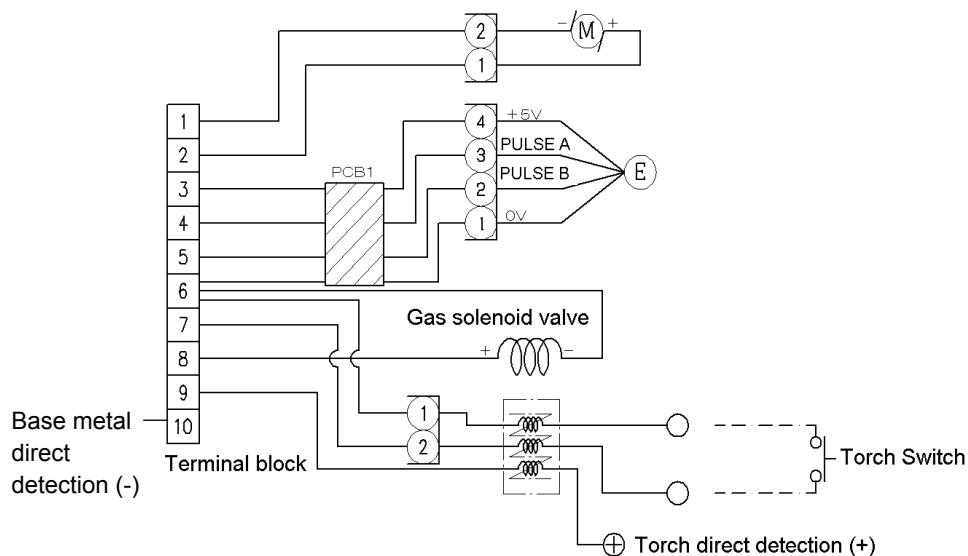 2
- M +
1
4 +5V
3 PULSE A
2 PULSE B
1 0V
E
PCB1
1
2
3
4
5
6
7
8
9
10
Terminal block
Gas solenoid valve
+ -
1
2
Base metal
direct
detection (-)
Torch Switch
Torch direct detection (+)